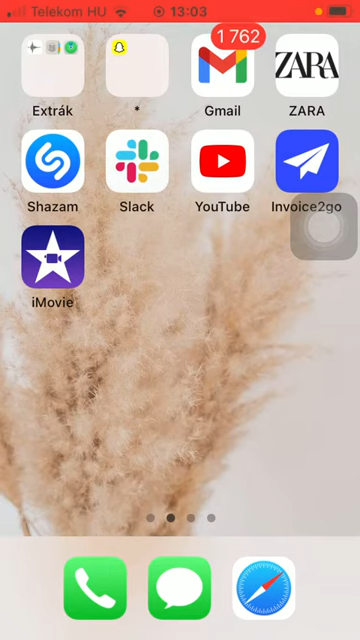 Telekom HU 13:03
1 762
ZARA
Extrák * Gmail ZARA
Shazam Slack YouTube Invoice2go
iMovie